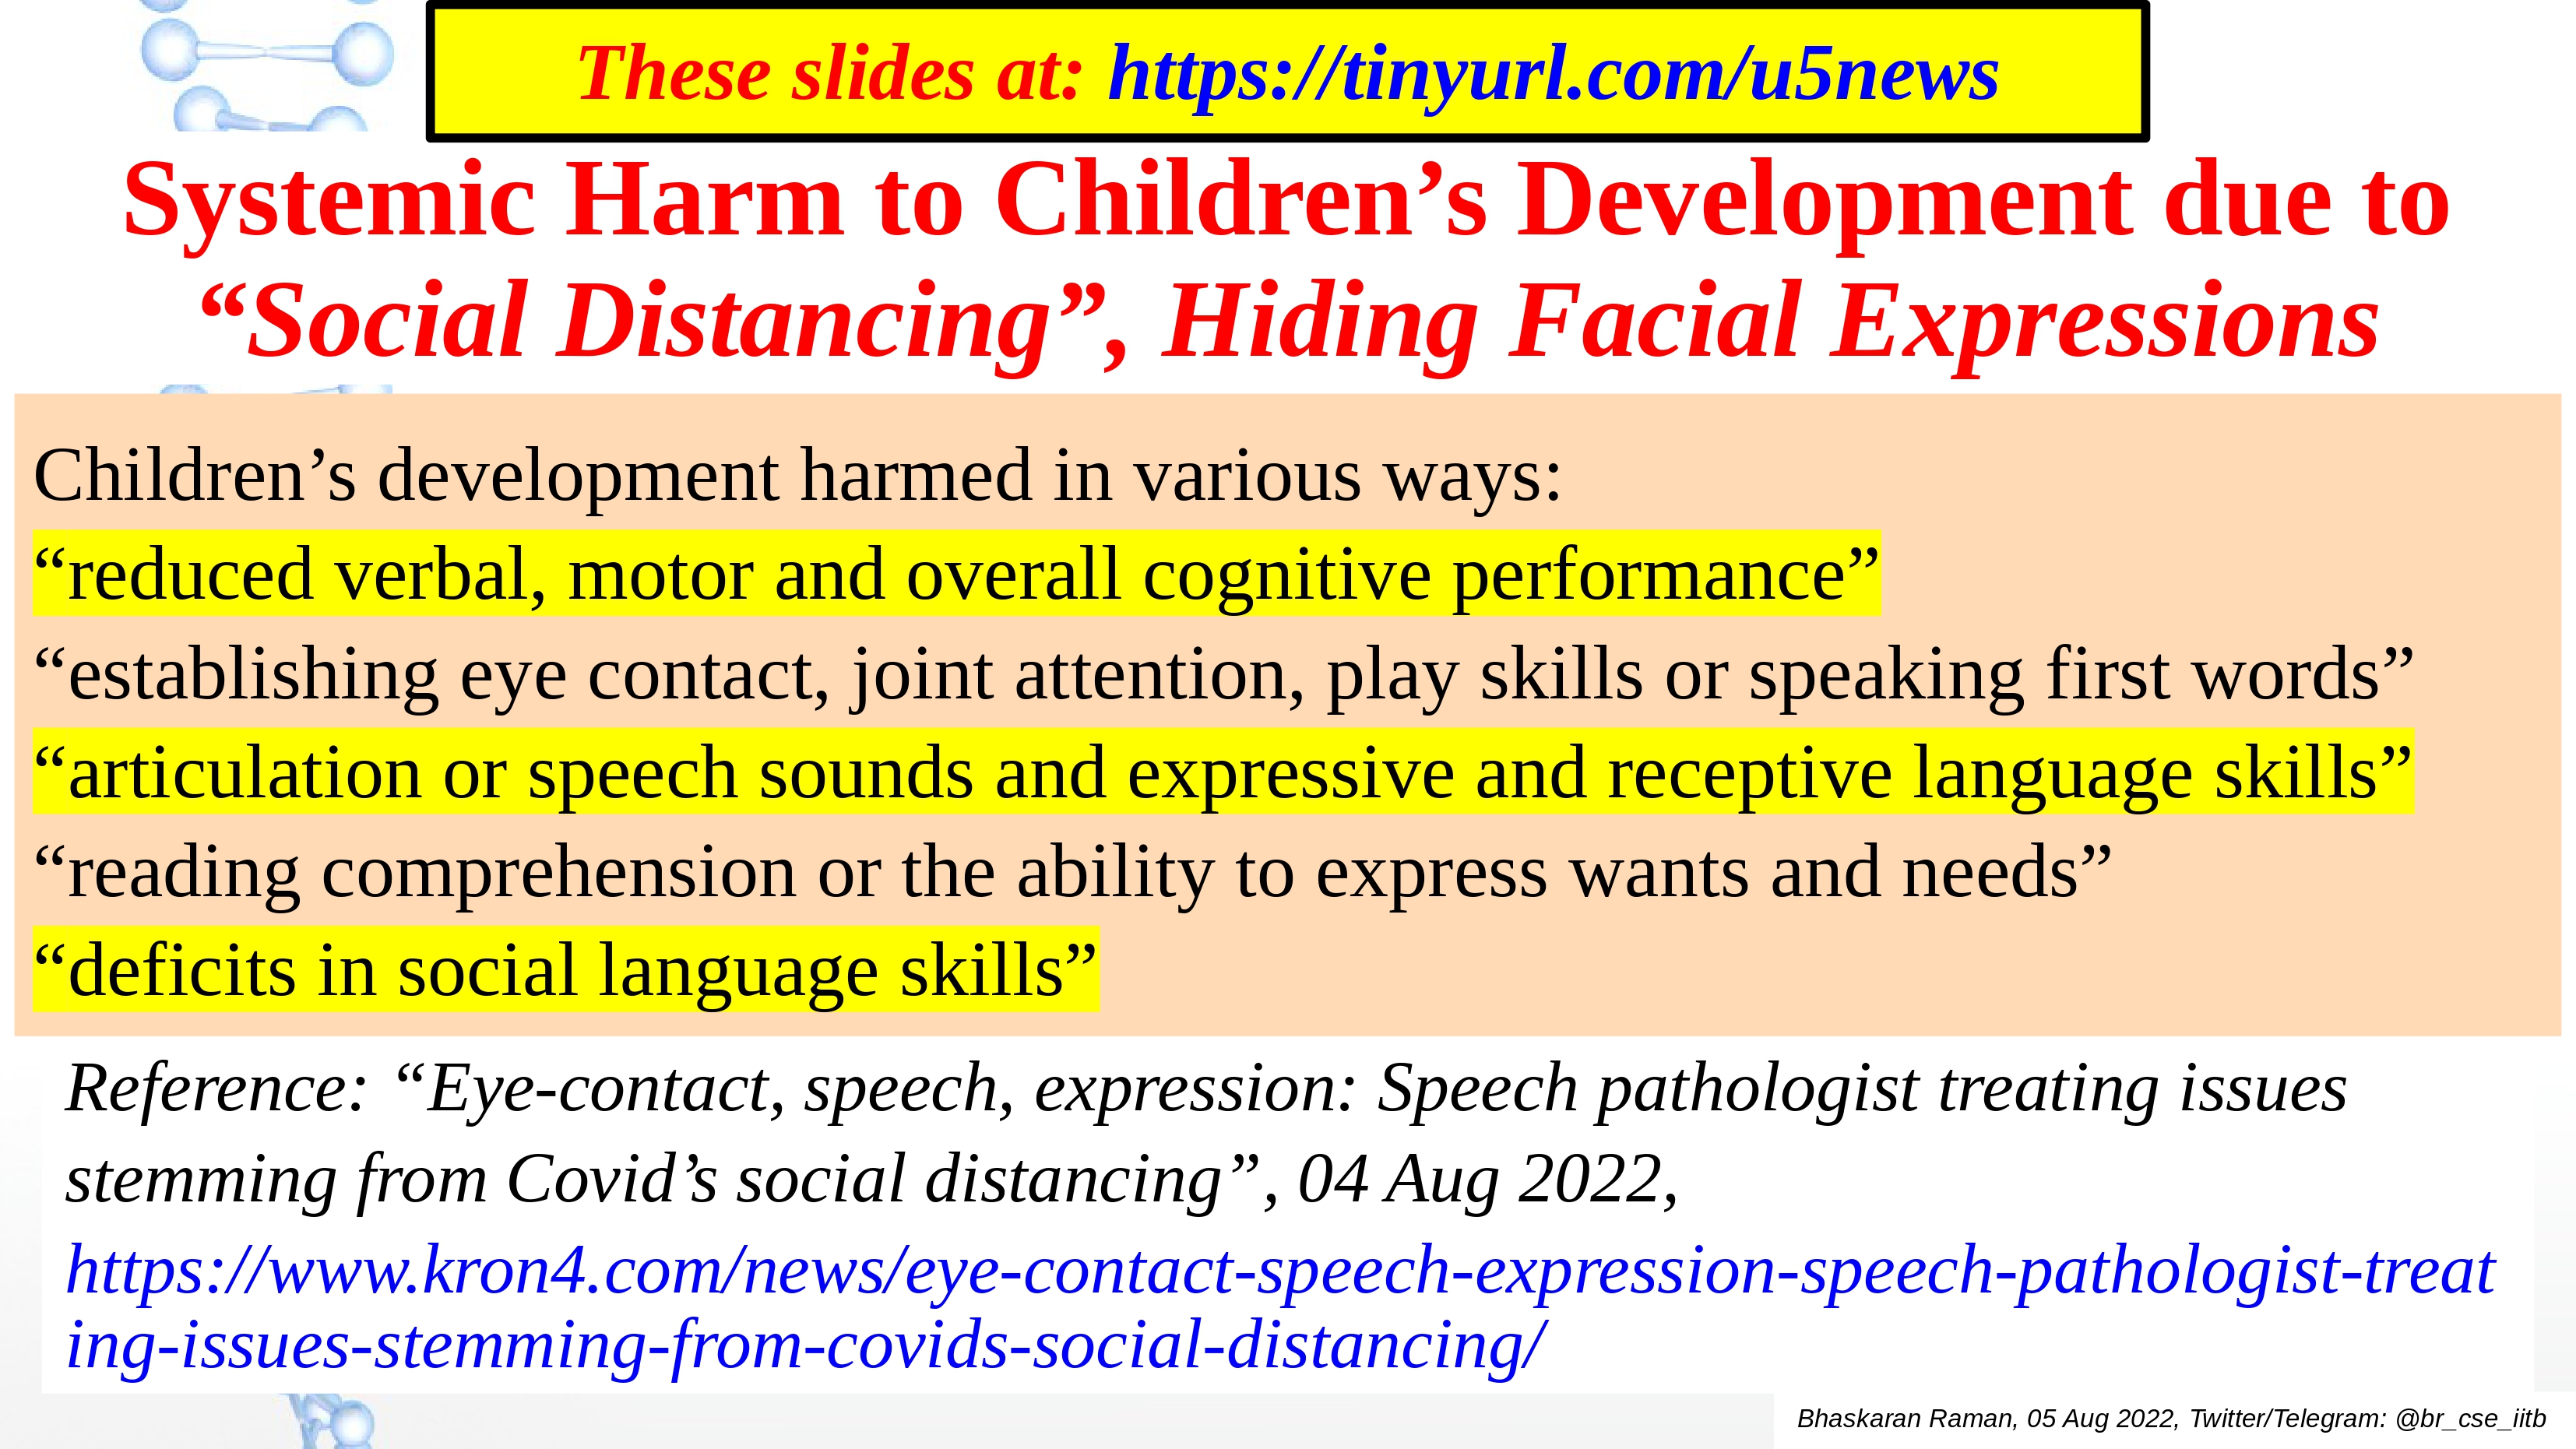 These slides at: https://tinyurl.com/u5news
Systemic Harm to Children’s Development due to
“Social Distancing”, Hiding Facial Expressions
Children’s development harmed in various ways:
“reduced verbal, motor and overall cognitive performance”
“establishing eye contact, joint attention, play skills or speaking first words”
“articulation or speech sounds and expressive and receptive language skills”
“reading comprehension or the ability to express wants and needs”
“deficits in social language skills”
Reference: “Eye-contact, speech, expression: Speech pathologist treating issues
stemming from Covid’s social distancing”, 04 Aug 2022,
https://www.kron4.com/news/eye-contact-speech-expression-speech-pathologist-treat
ing-issues-stemming-from-covids-social-distancing/
Bhaskaran Raman, 05 Aug 2022, Twitter/Telegram: @br_cse_iitb